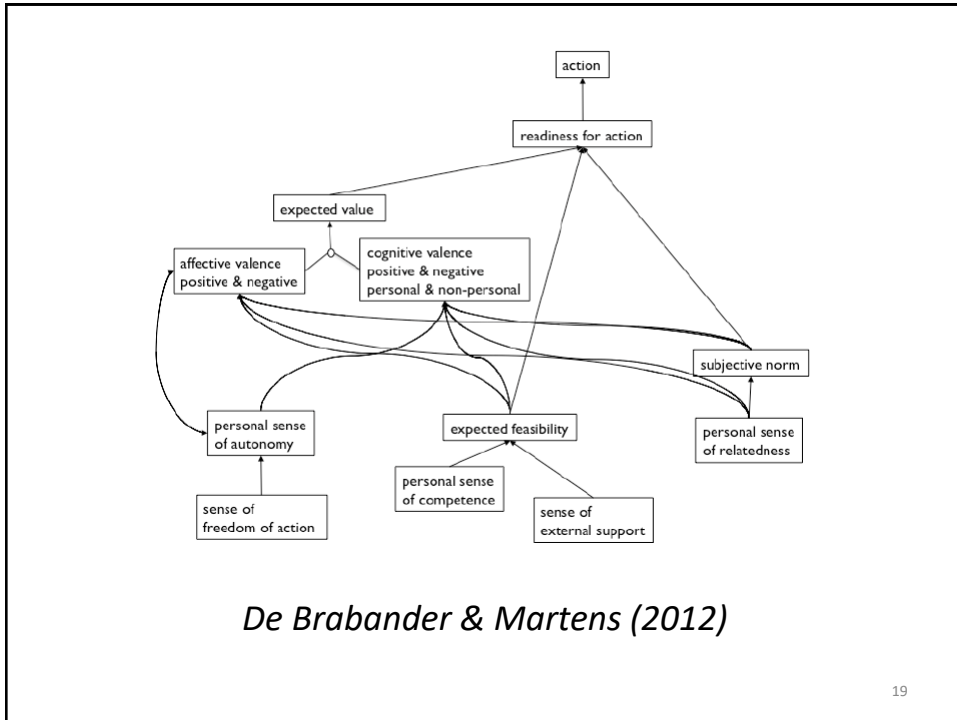 action
readiness for action
expected value
affective valence
positive & negative
cognitive valence
positive & negative
personal & non-personal
subjective norm
personal sense
of autonomy
expected feasibility
personal sense
of relatedness
personal sense
of competence
sense of
freedom of action
sense of
external support
De Brabander & Martens (2012)
19